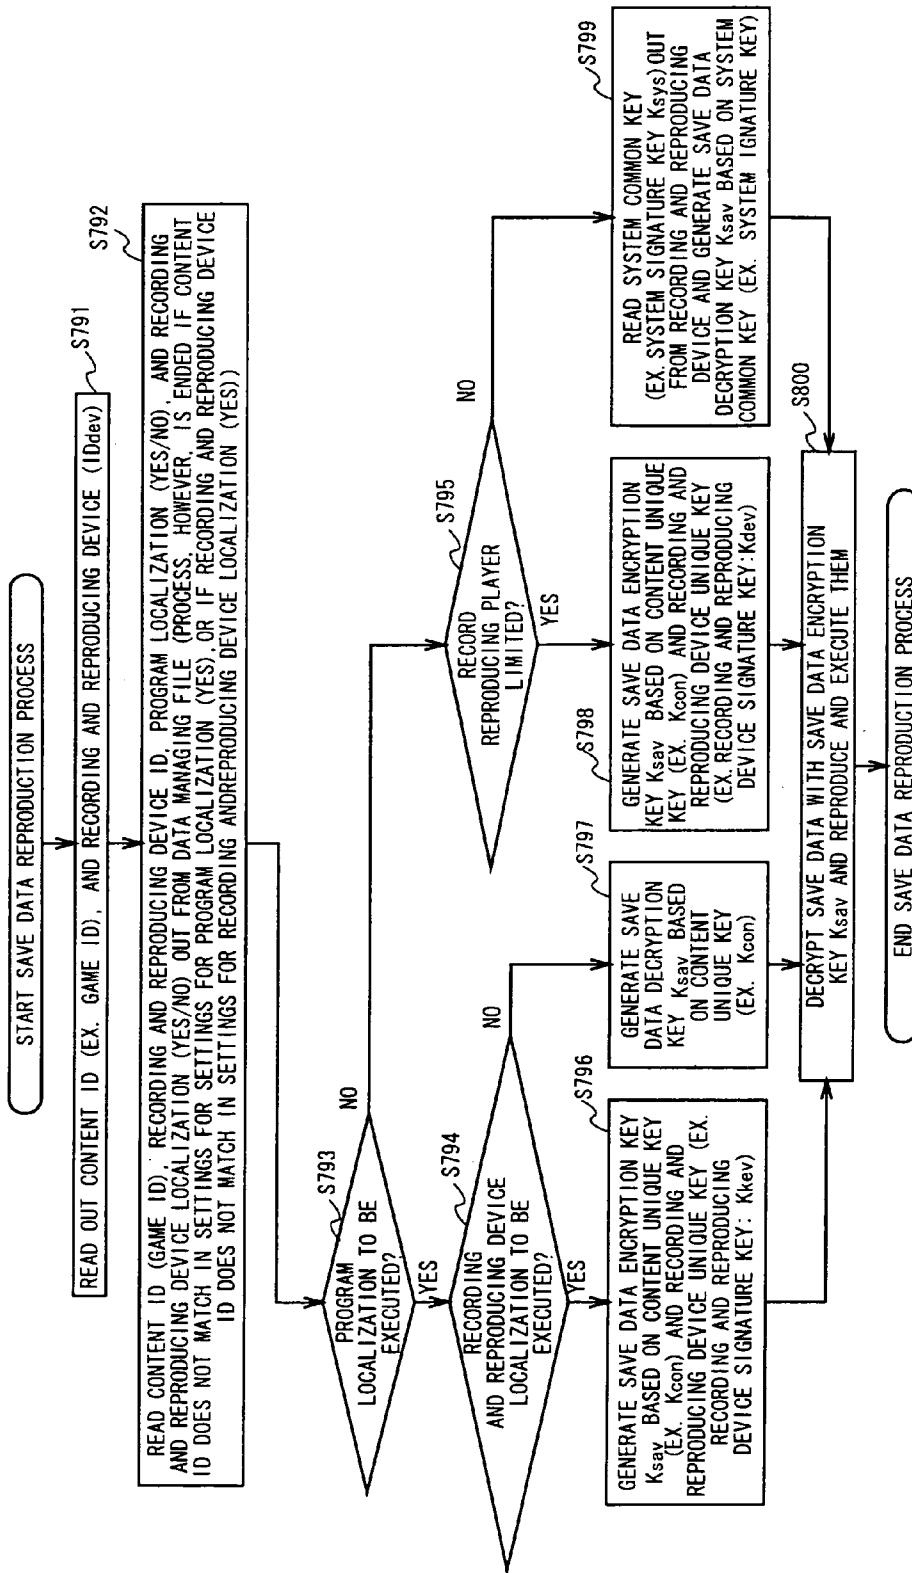 START SAVE DATA REPRODUCTION PROCESS
S791
READ OUT CONTENT ID (EX. GAME ID), AND RECORDING AND REPRODUCING DEVICE (IDdev)
S792
READ CONTENT ID (GAME ID), RECORDING AND REPRODUCING DEVICE ID, PROGRAM LOCALIZATION (YES/NO), AND RECORDING
AND REPRODUCING DEVICE LOCALIZATION (YES/NO) OUT FROM DATA MANAGING FILE (PROCESS, HOWEVER, IS ENDED IF CONTENT
ID DOES NOT MATCH IN SETTINGS FOR SETTINGS FOR PROGRAM LOCALIZATION (YES), OR IF RECORDING AND REPRODUCING DEVICE
ID DOES NOT MATCH IN SETTINGS FOR RECORDING ANDREPRODUCING DEVICE LOCALIZATION (YES))
S793
PROGRAM
LOCALIZATION TO BE
EXECUTED?
NO
YES
S794
RECORDING
AND REPRODUCING DEVICE
LOCALIZATION TO BE
EXECUTED?
NO
YES
S795
RECORD
REPRODUCING PLAYER
LIMITED?
NO
YES
S796
GENERATE SAVE DATA ENCRYPTION KEY
Ksav BASED ON CONTENT UNIQUE KEY
(EX. Kcon) AND RECORDING AND
REPRODUCING DEVICE UNIQUE KEY (EX.
RECORDING AND REPRODUCING
DEVICE SIGNATURE KEY: Kkev)
S797
GENERATE SAVE
DATA DECRYPTION
KEY Ksav BASED
ON CONTENT
UNIQUE KEY
(EX. Kcon)
S798
GENERATE SAVE DATA ENCRYPTION
KEY Ksav BASED ON CONTENT UNIQUE
KEY (EX. Kcon) AND RECORDING AND
REPRODUCING DEVICE UNIQUE KEY
(EX. RECORDING AND REPRODUCING
DEVICE SIGNATURE KEY:Kdev)
S799
READ SYSTEM COMMON KEY
(EX. SYSTEM SIGNATURE KEY Ksys)OUT
FROM RECORDING AND REPRODUCING
DEVICE AND GENERATE SAVE DATA
DECRYPTION KEY Ksav BASED ON SYSTEM
COMMON KEY (EX. SYSTEM IGNATURE KEY)
S800
DECRYPT SAVE DATA WITH SAVE DATA ENCRYPTION
KEY Ksav AND REPRODUCE AND EXECUTE THEM
END SAVE DATA REPRODUCTION PROCESS